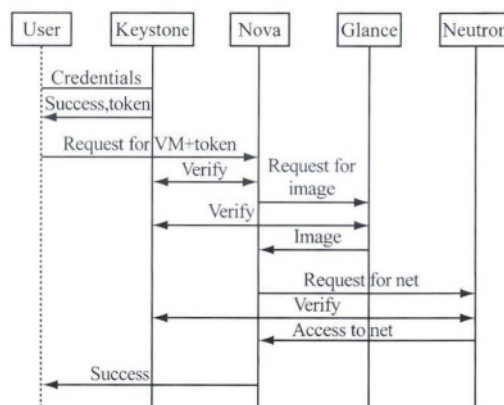 User Keystone Nova Glance Neutron
Credentials
Success,token
Request for VM+token
Verify
Request for
image
Verify
Image
Request for net
Verify
Access to net
Success